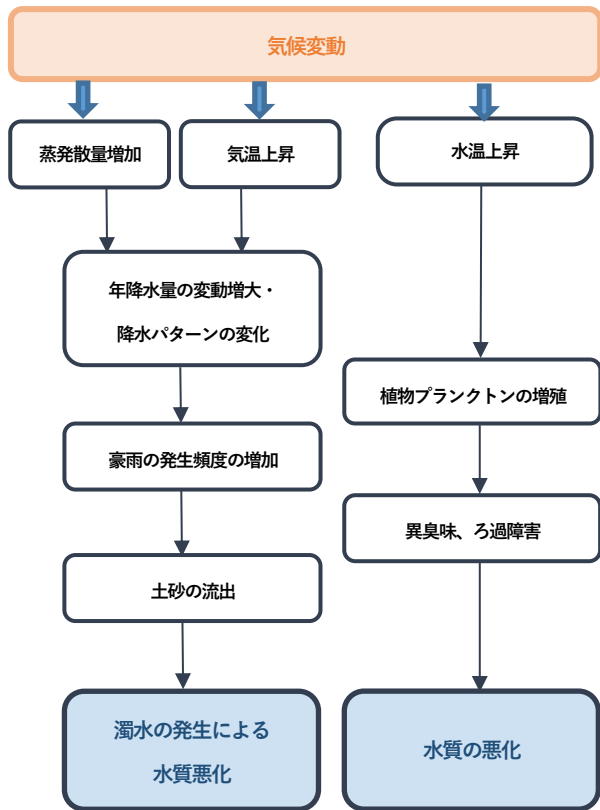 気候変動
蒸発散量増加
気温上昇
水温上昇
年降水量の変動増大・
降水パターンの変化
植物プランクトンの増殖
豪雨の発生頻度の増加
異臭味、ろ過障害
土砂の流出
濁水の発生による
水質悪化
水質の悪化